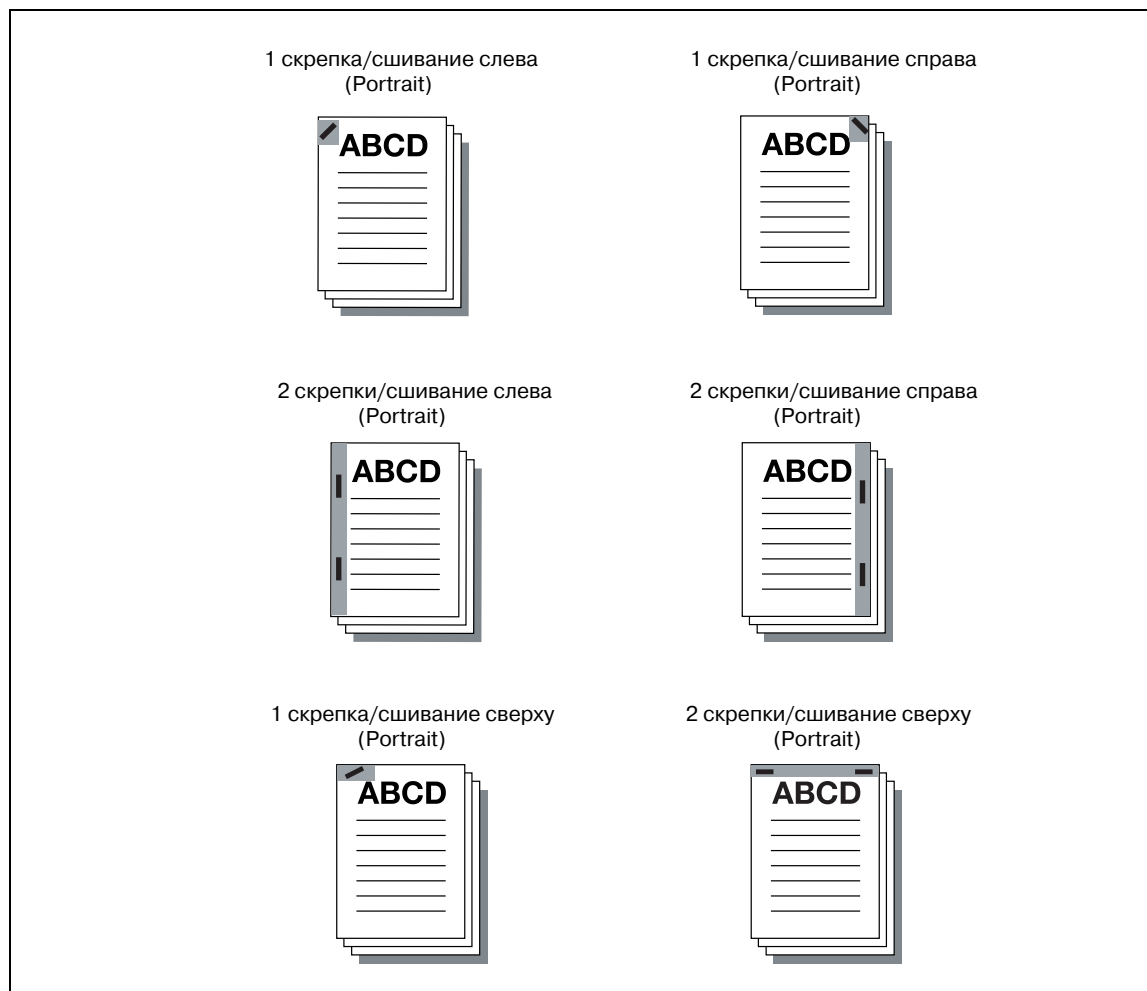 1 скрепка/сшивание слева
(Portrait)
ABCD
1 скрепка/сшивание справа
(Portrait)
ABCD
2 скрепки/сшивание слева
(Portrait)
ABCD
2 скрепки/сшивание справа
(Portrait)
ABCD
1 скрепка/сшивание сверху
(Portrait)
ABCD
2 скрепки/сшивание сверху
(Portrait)
ABCD